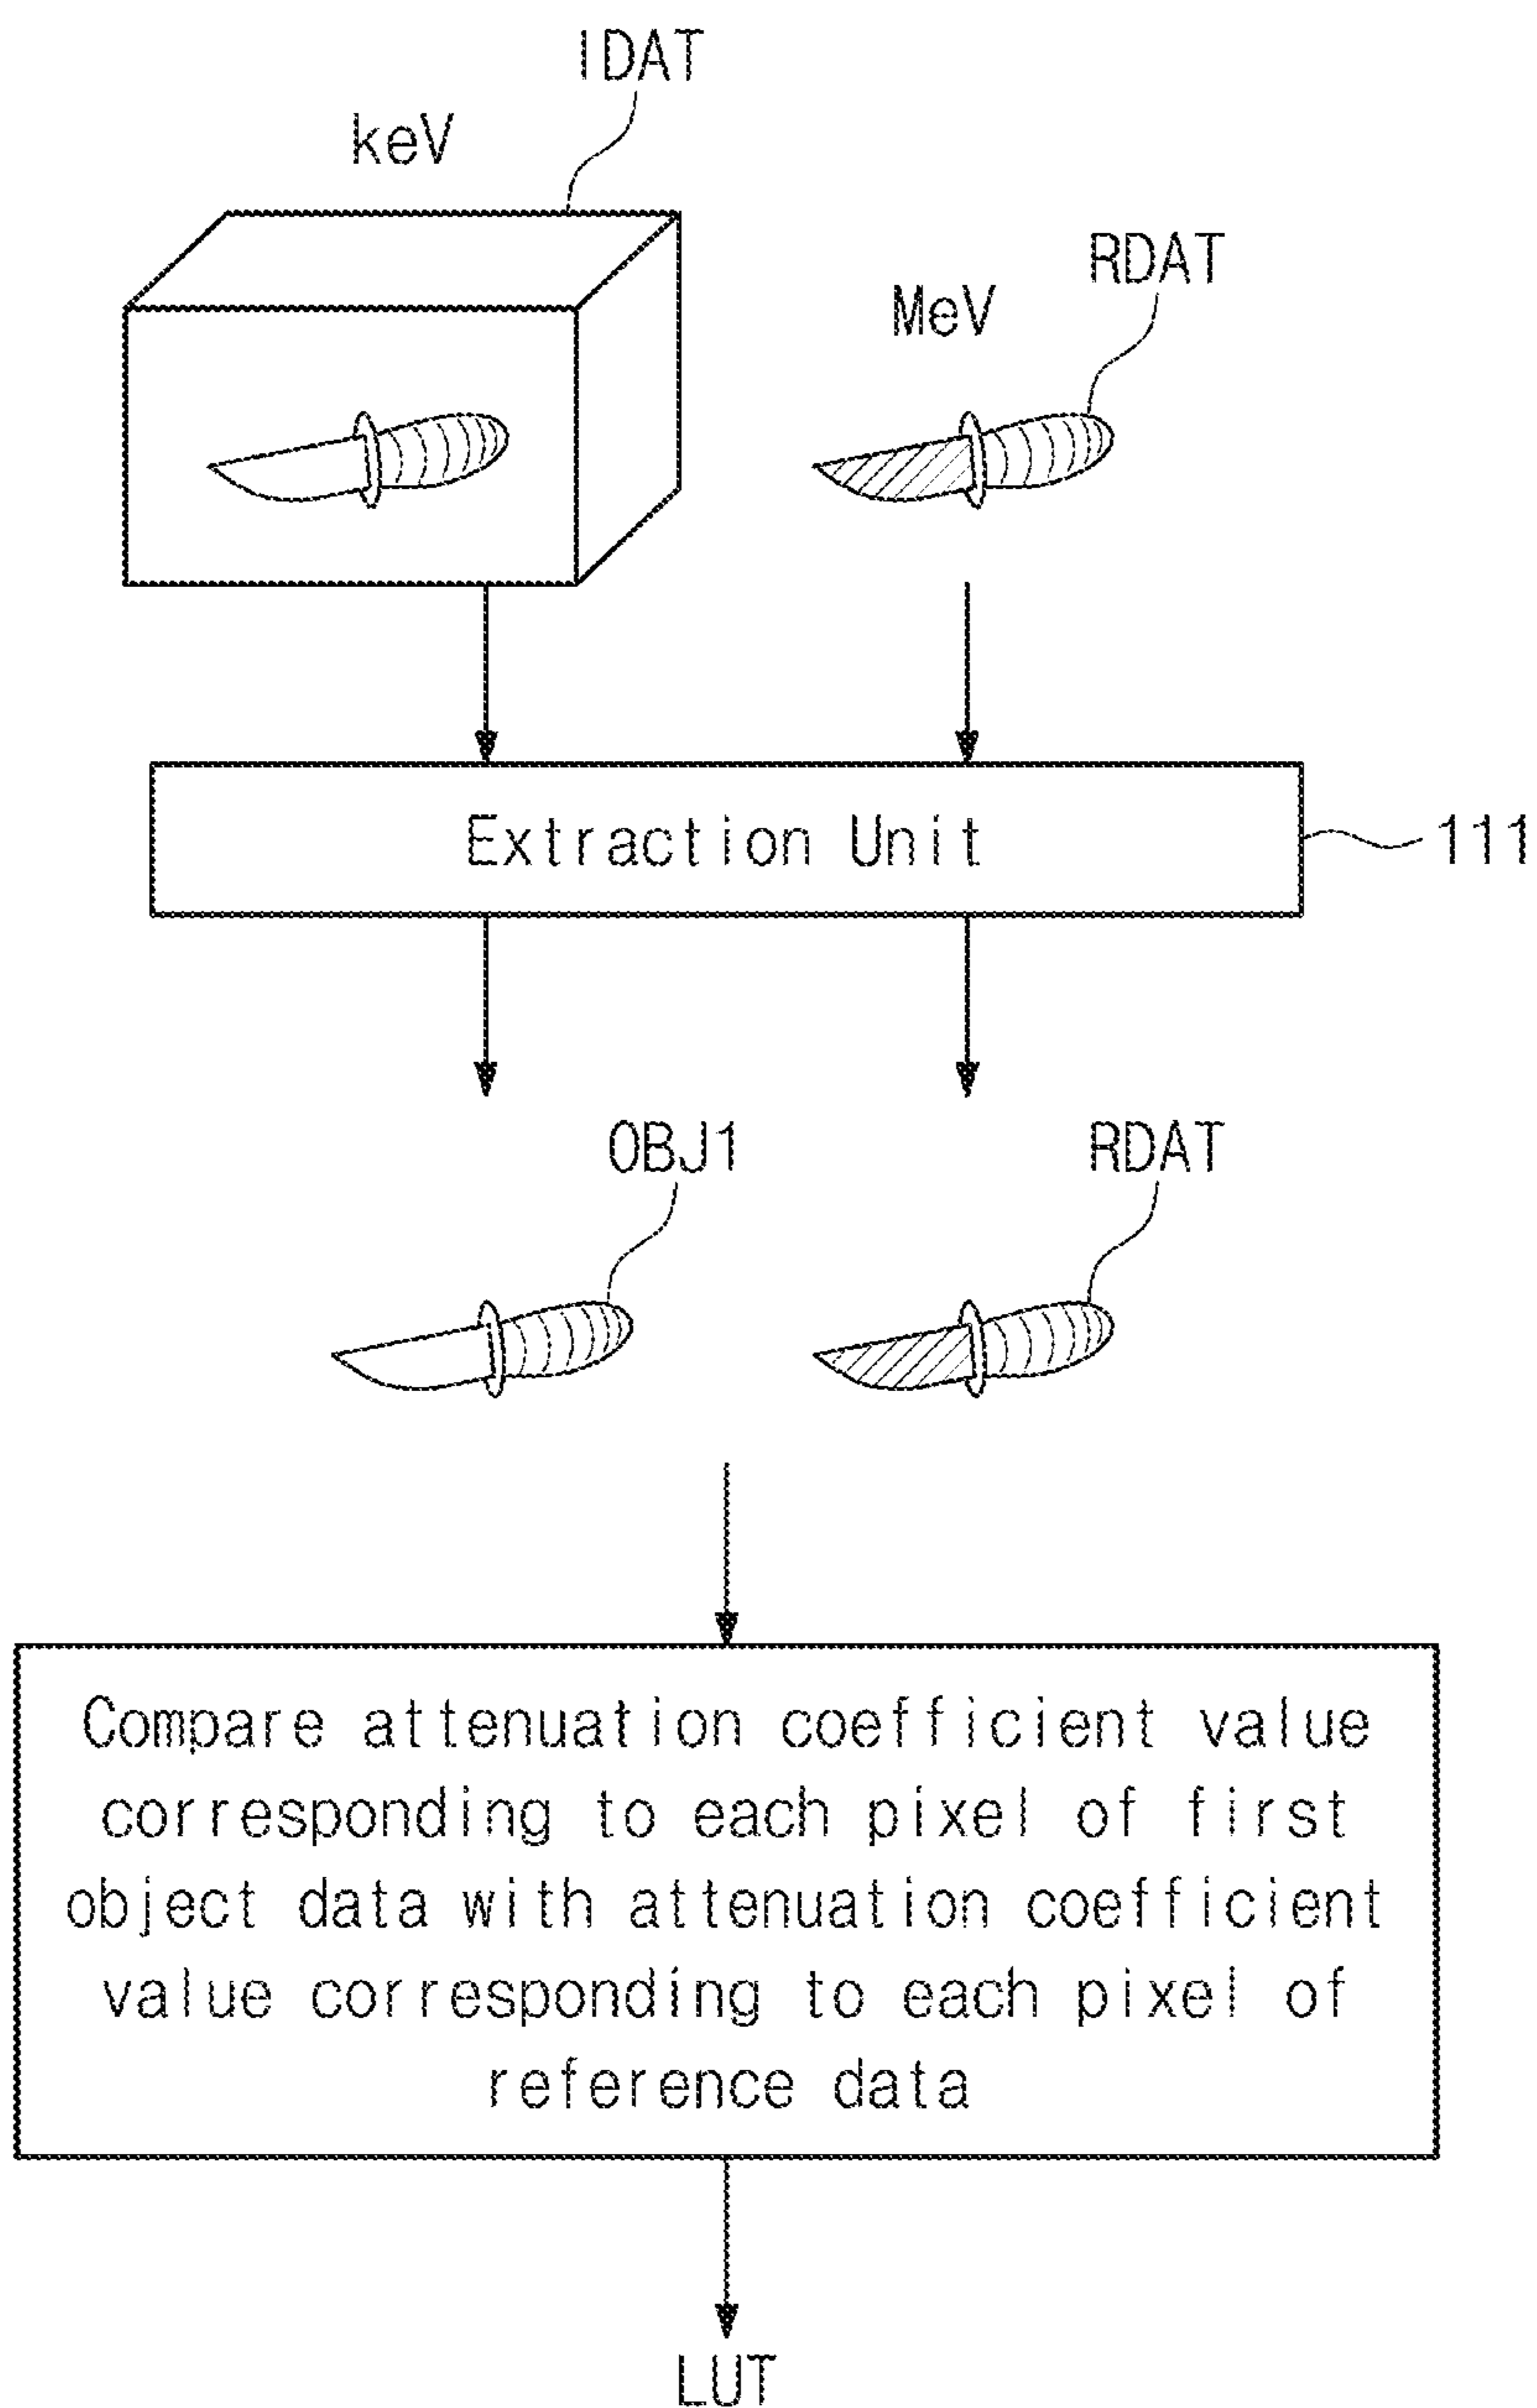 IDAT
keV
RDAT
MeV
Extraction Unit
111
OBJ1
RDAT
Compare attenuation coefficient value
corresponding to each pixel of first
object data with attenuation coefficient
value corresponding to each pixel of
reference data
LUT